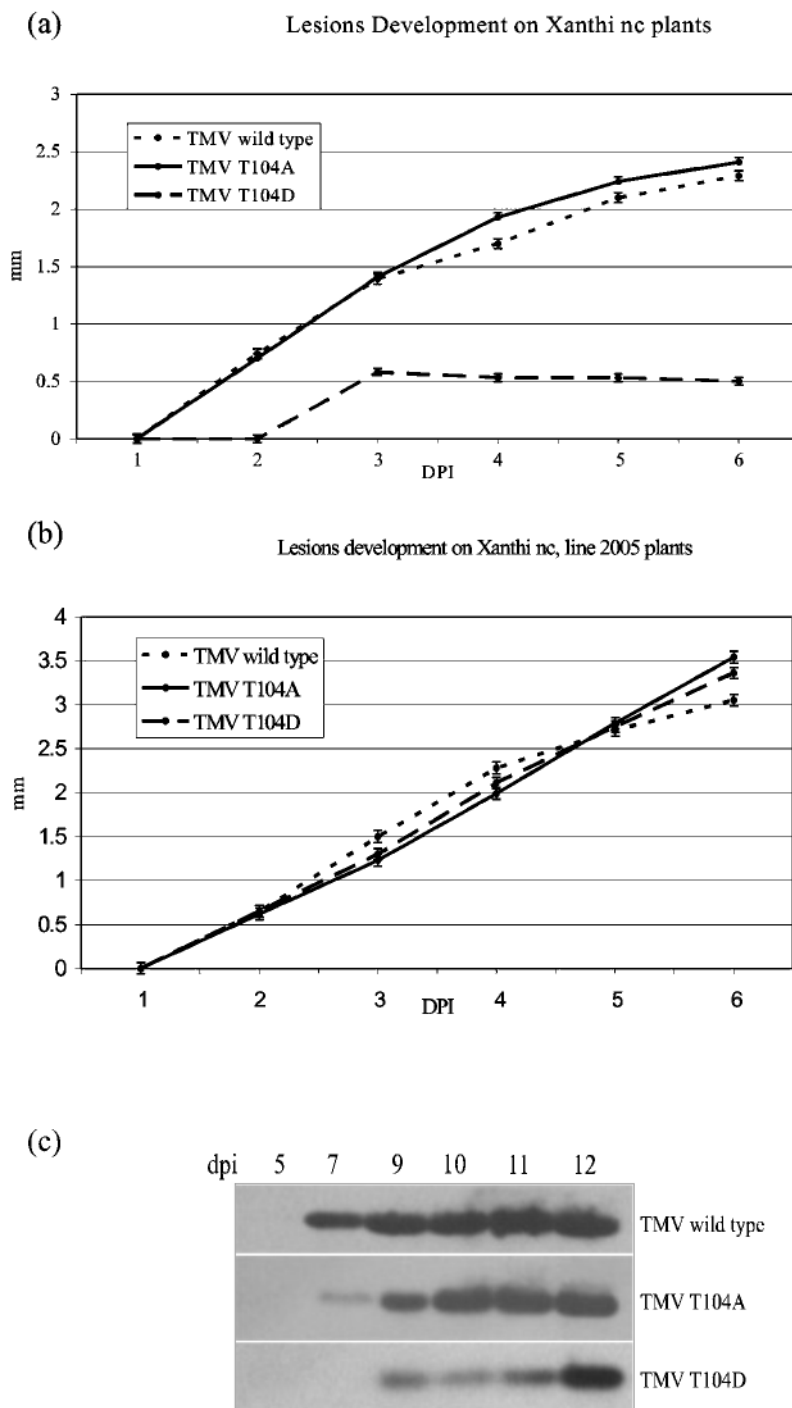 (a)
Lesions Development on Xanthi nc plants
3
2.5
2
1.5
1
0.5
0
mm
TMV wild type
TMV T104A
TMV T104D
1 2 3 4 5 6
DPI
(b)
Lesions development on Xanthi nc, line 2005 plants
4
3.5
3
2.5
2
1.5
1
0.5
0
mm
TMV wild type
TMV T104A
TMV T104D
1 2 3 4 5 6
DPI
(c)
dpi 5 7 9 10 11 12
TMV wild type
TMV T104A
TMV T104D